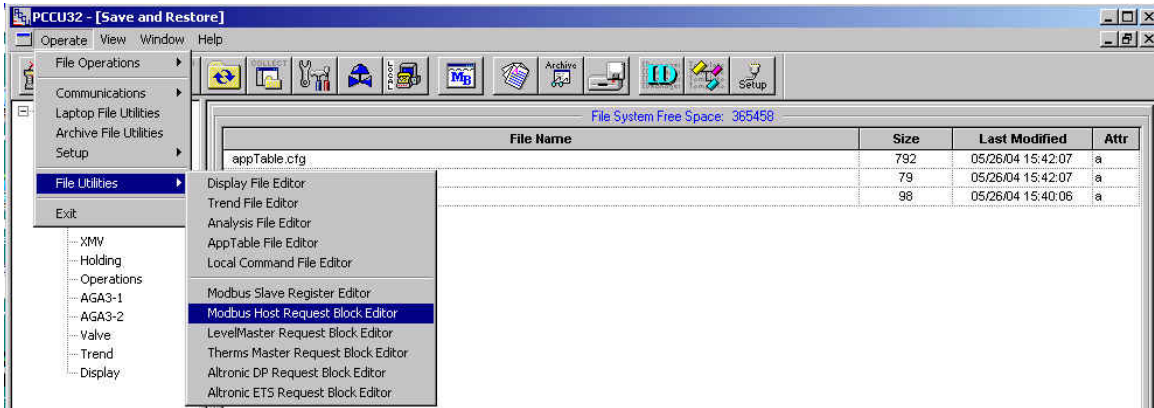 PCCU32 - [Save and Restore]
Operate View Window Help
File Operations
Communications
Laptop File Utilities
Archive File Utilities
Setup
File Utilities
Exit
COLLECT
LOCAL
MB
Archive
ID
Setup
File System Free Space: 365458
File Name Size Last Modified Attr
appTable.cfg 792 05/26/04 15:42:07 a
79 05/26/04 15:42:07 a
98 05/26/04 15:40:06 a
Display File Editor
Trend File Editor
Analysis File Editor
AppTable File Editor
Local Command File Editor
Modbus Slave Register Editor
Modbus Host Request Block Editor
LevelMaster Request Block Editor
Therms Master Request Block Editor
Altronic DP Request Block Editor
Altronic ETS Request Block Editor
XMV
Holding
Operations
AGA3-1
AGA3-2
Valve
Trend
Display